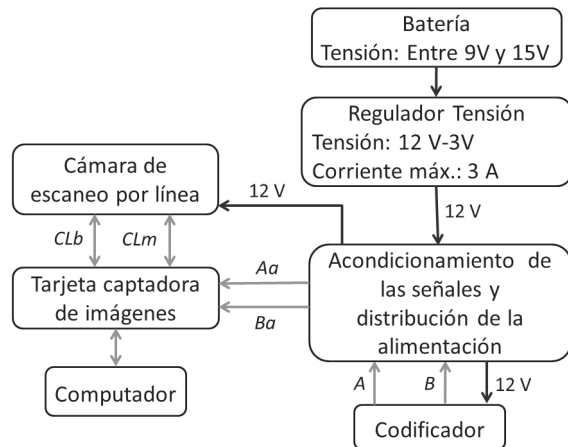 Batería
Tensión: Entre 9V y 15V
Regulador Tensión
Tensión: 12 V-3V
Corriente máx.: 3 A
Cámara de
escaneo por línea
12 V
12 V
CLb
CLm
Tarjeta captadora
de imágenes
Aa
Ba
Acondicionamiento de
las señales y
distribución de la
alimentación
Computador
A
B
12 V
Codificador